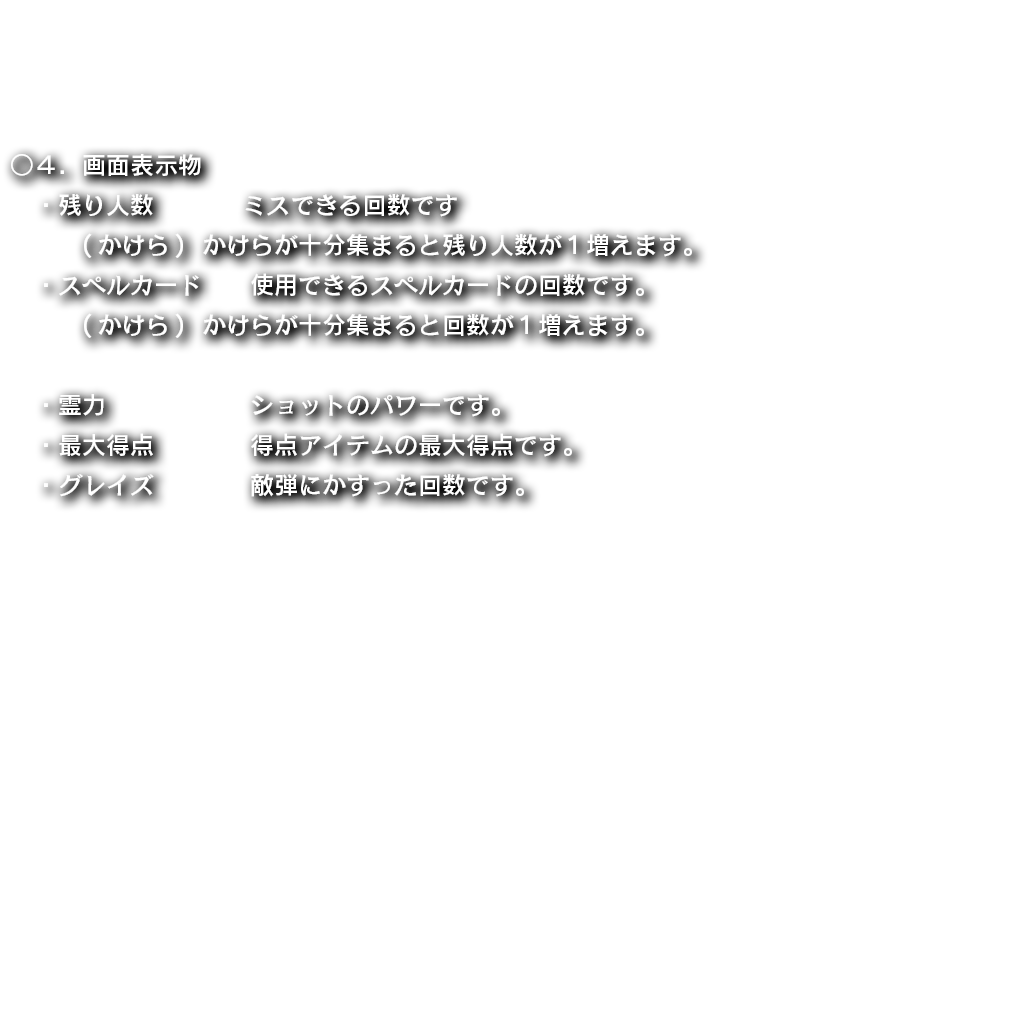 ○４．画面表示物
・残り人数　　　　ミスできる回数です
（かけら） かけらが十分集まると残り人数が１増えます。
・スペルカード　　使用できるスペルカードの回数です。
（かけら） かけらが十分集まると回数が１増えます。
・霊力　　　　　　ショットのパワーです。
・最大得点　　　　得点アイテムの最大得点です。
・グレイズ　　　　敵弾にかすった回数です。